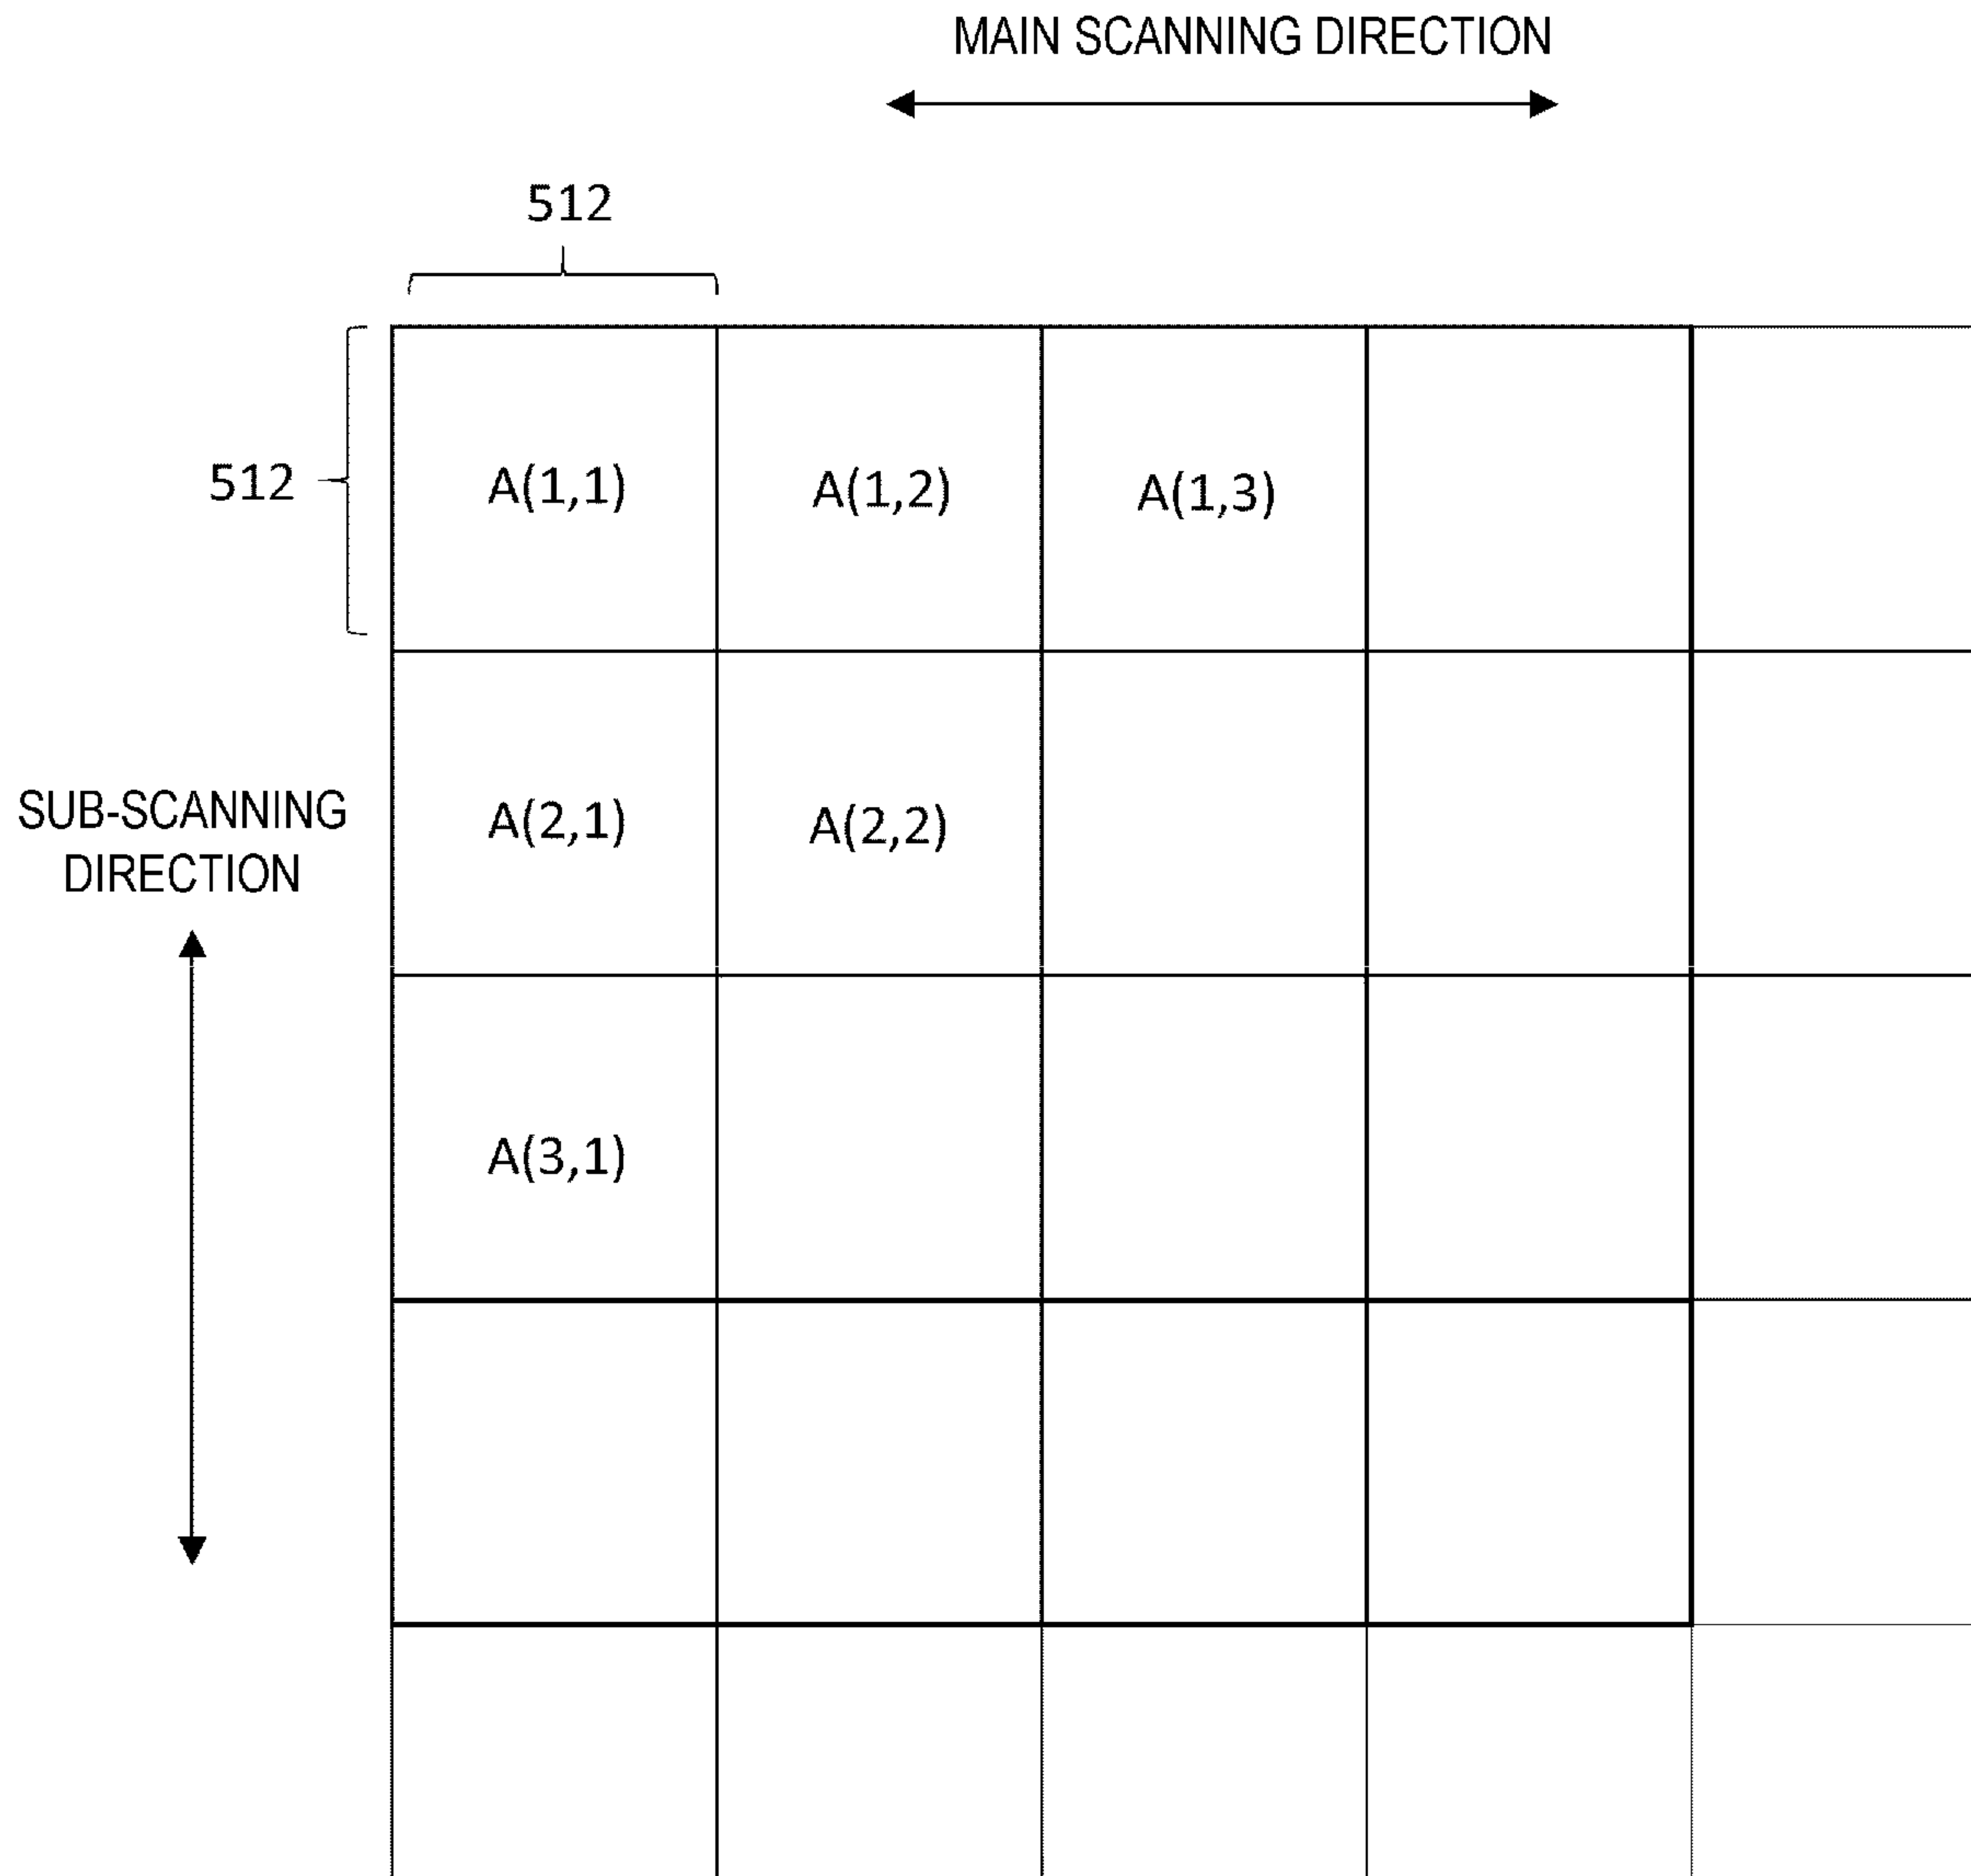 MAIN SCANNING DIRECTION
512
512
A(1,1) A(1,2) A(1,3)
SUB-SCANNING
DIRECTION
A(2,1) A(2,2)
A(3,1)